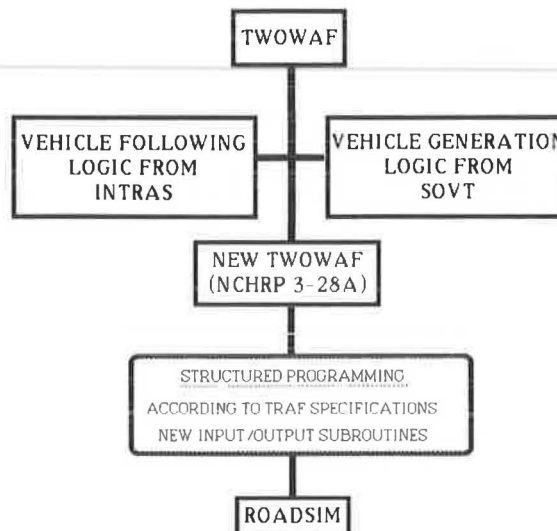 TWOWAF
VEHICLE FOLLOWING
LOGIC FROM
INTRAS
VEHICLE GENERATION
LOGIC FROM
SOVT
NEW TWOWAF
(NCHRP 3-28A)
STRUCTURED PROGRAMMING
ACCORDING TO TRAF SPECIFICATIONS
NEW INPUT/OUTPUT SUBROUTINES
ROADSIM